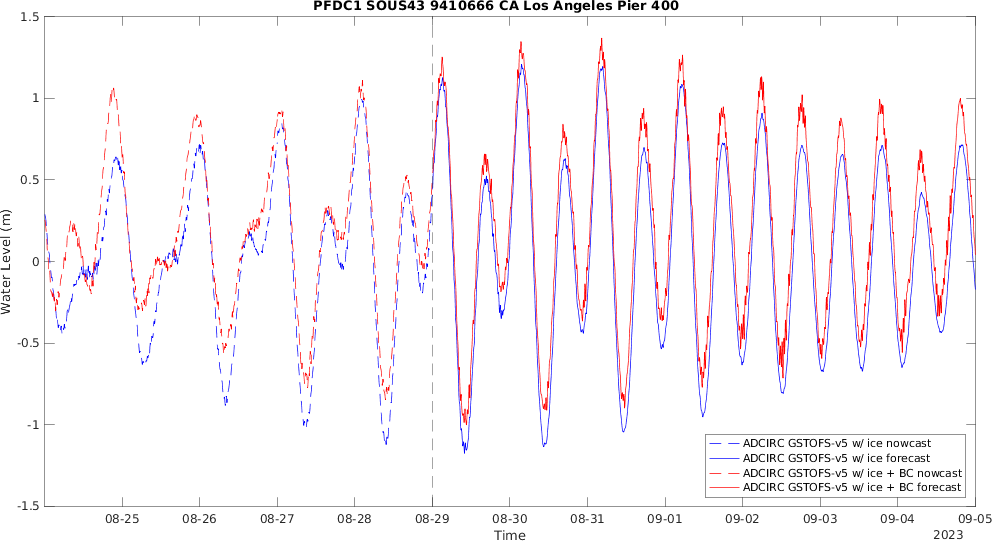 PFDC1 SOUS43 9410666 CA Los Angeles Pier 400
1.5
1
0.5
0
-0.5
-1
-1.5
Water Level (m)
08-25 08-26 08-27 08-28 08-29 08-30 08-31 09-01 09-02 09-03 09-04 09-05
Time
2023
ADCIRC GSTOFS-v5 w/ ice nowcast
ADCIRC GSTOFS-v5 w/ ice forecast
ADCIRC GSTOFS-v5 w/ ice + BC nowcast
ADCIRC GSTOFS-v5 w/ ice + BC forecast